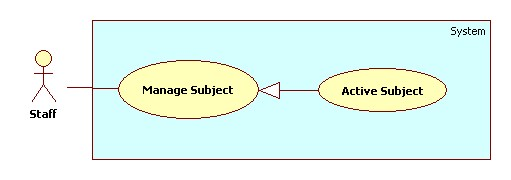 System
Manage Subject
Active Subject
Staff